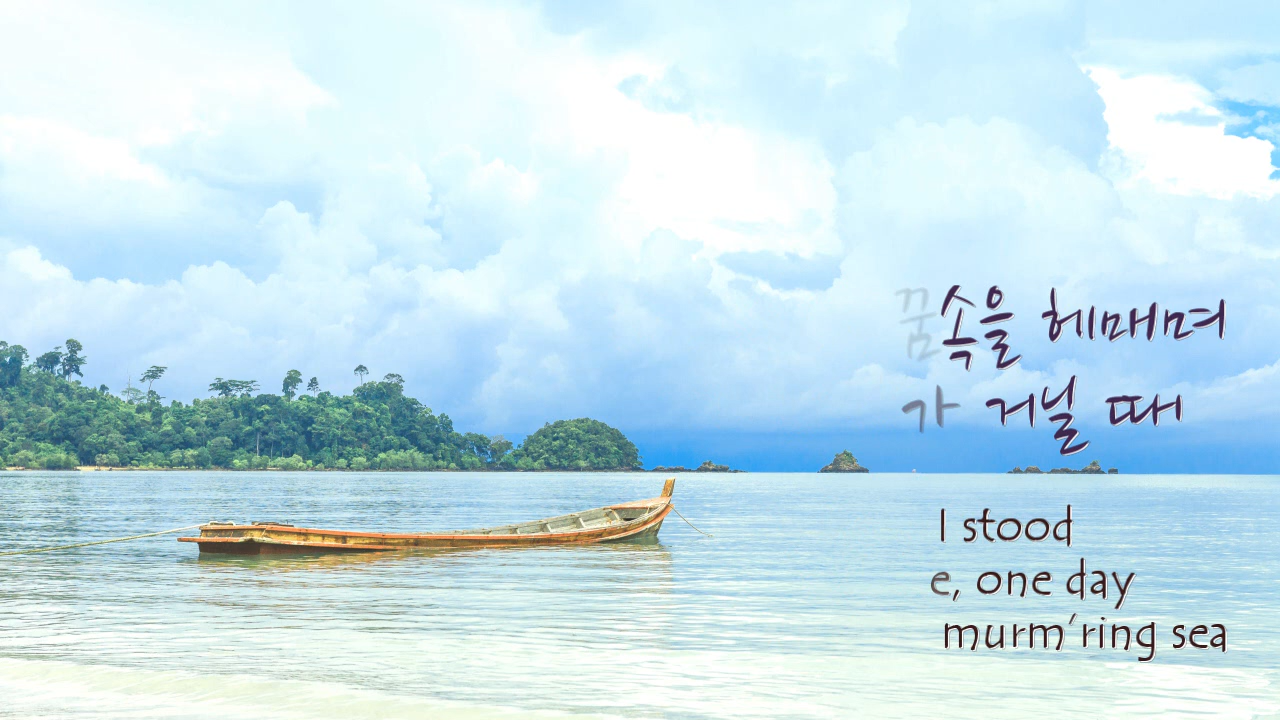 꿈속을 헤매며
가 거닐 때
I stood
e, one day
murm'ring sea